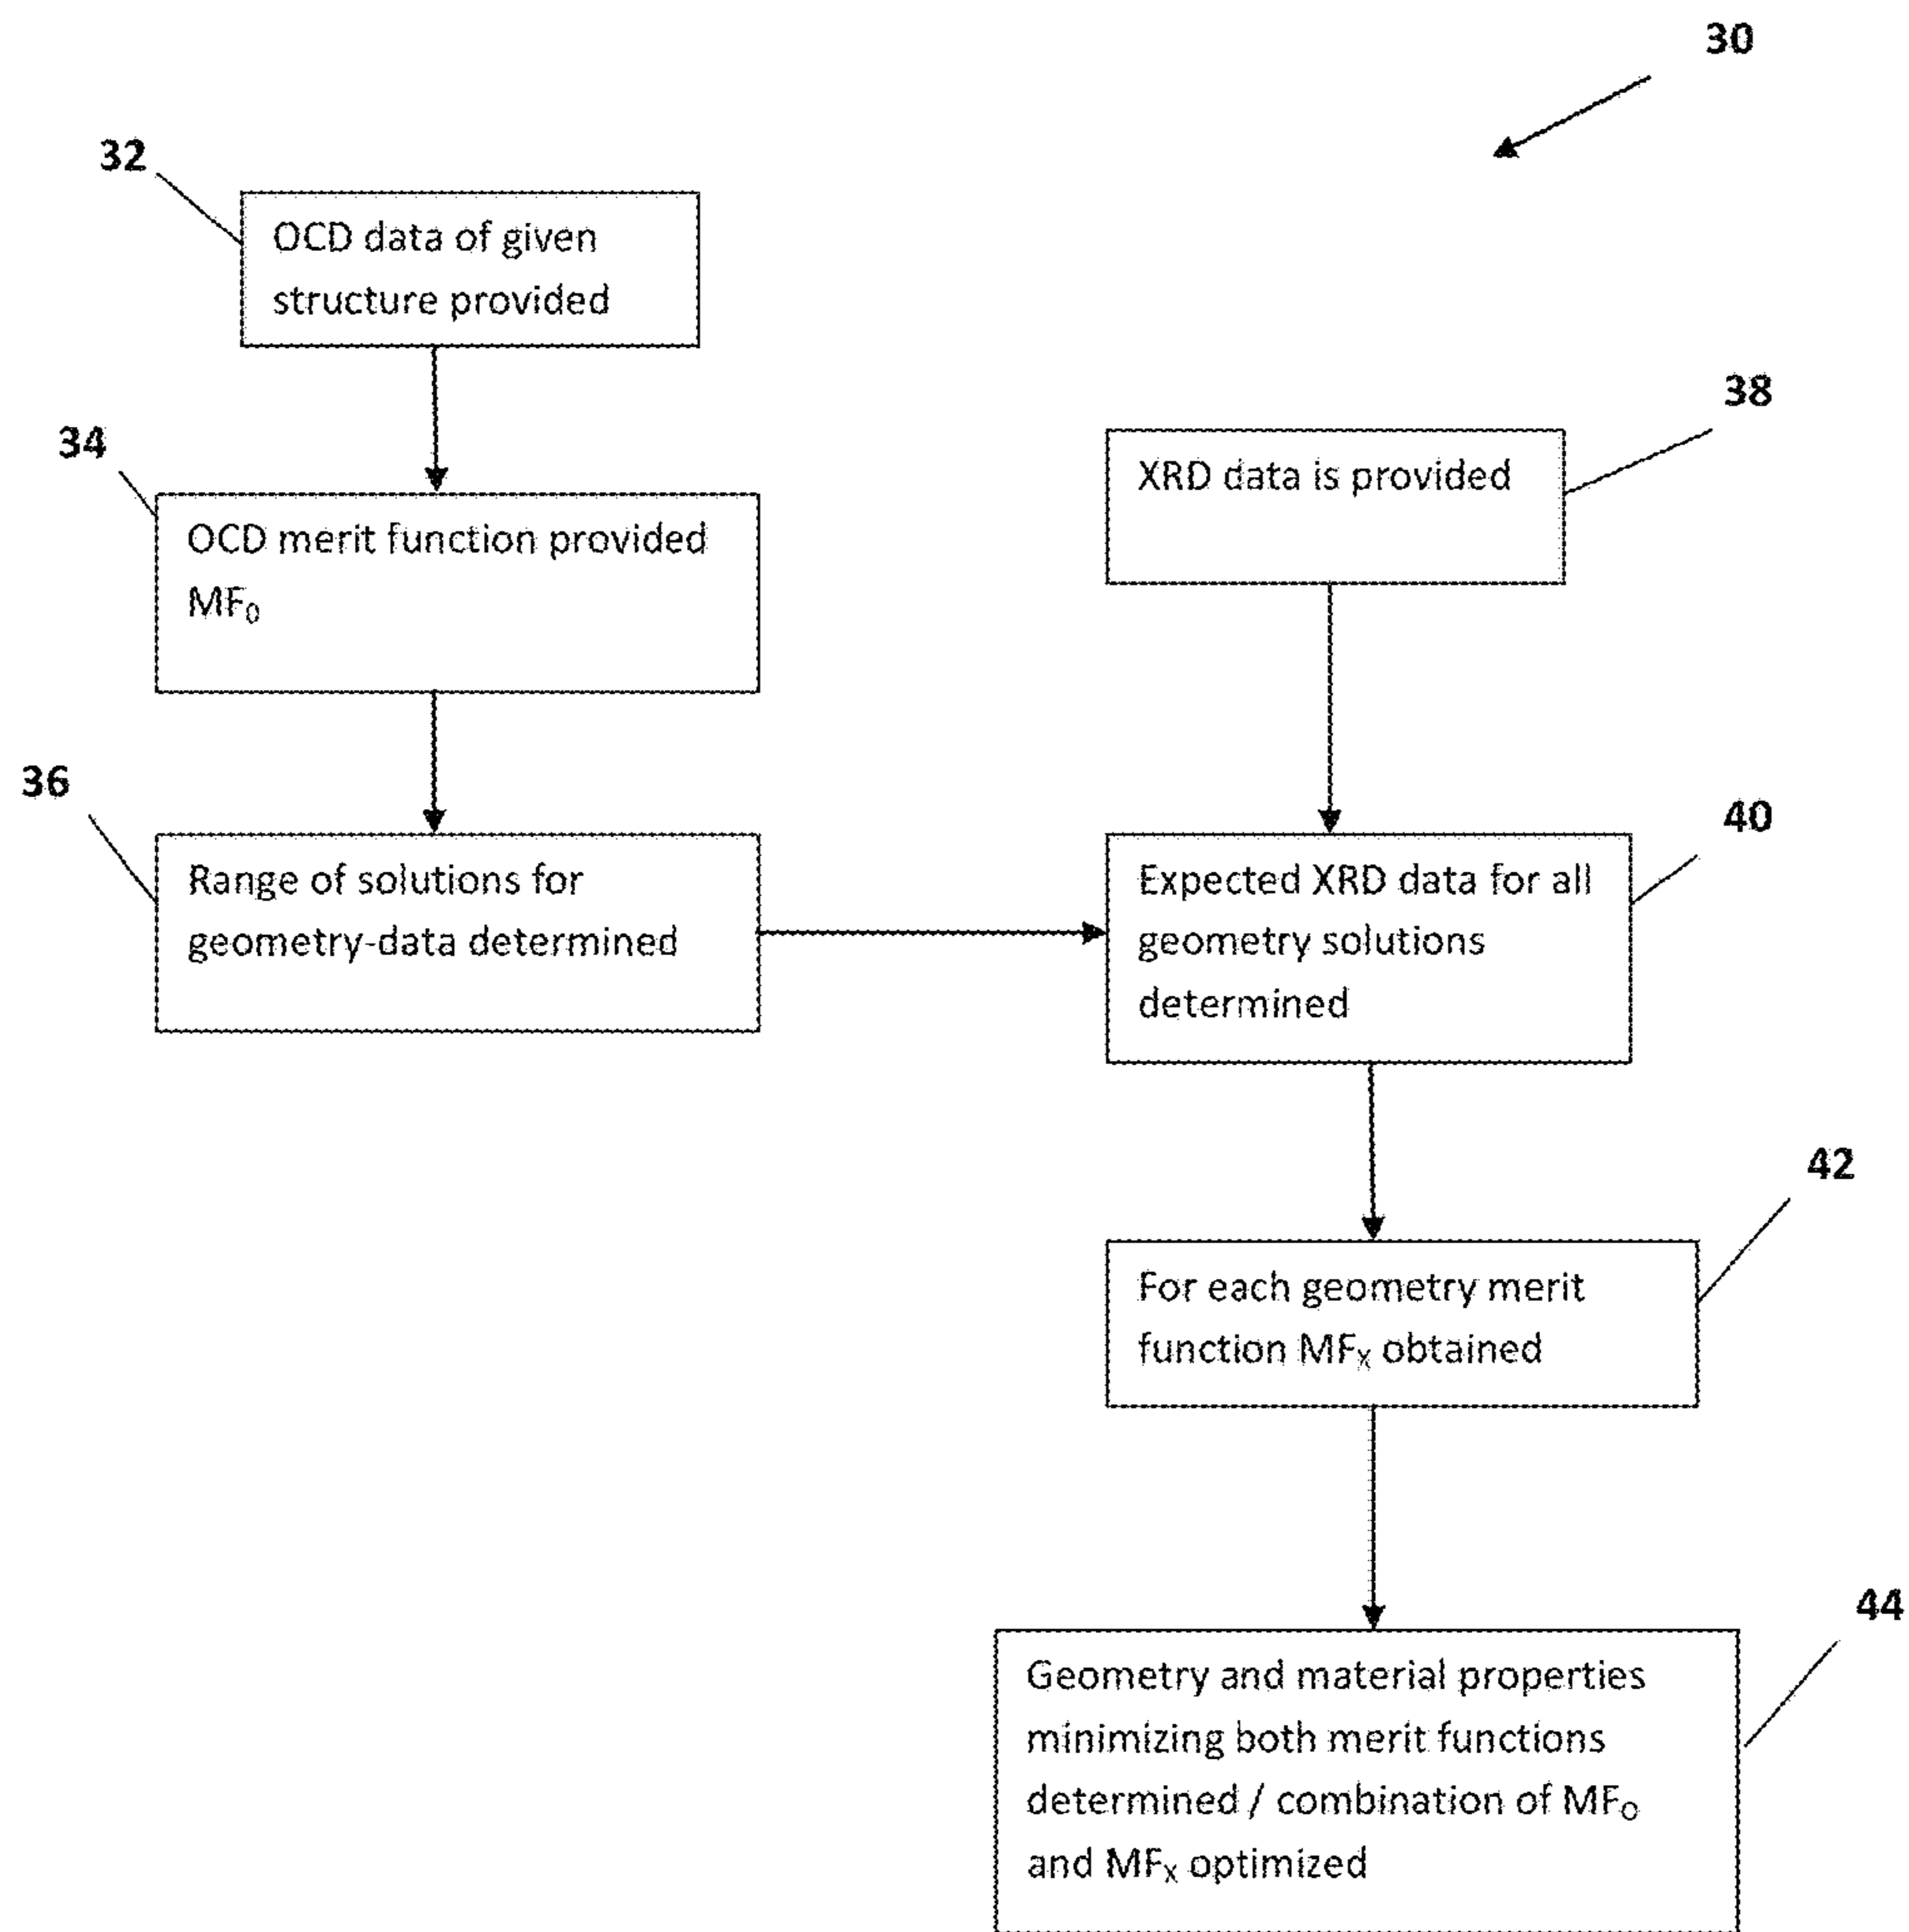 30
32
OCD data of given
structure provided
34
OCD merit function provided
MF₀
38
XRD data is provided
36
Range of solutions for
geometry-data determined
40
Expected XRD data for all
geometry solutions
determined
42
For each geometry merit
function MFₓ obtained
44
Geometry and material properties
minimizing both merit functions
determined / combination of MFₒ
and MFₓ optimized